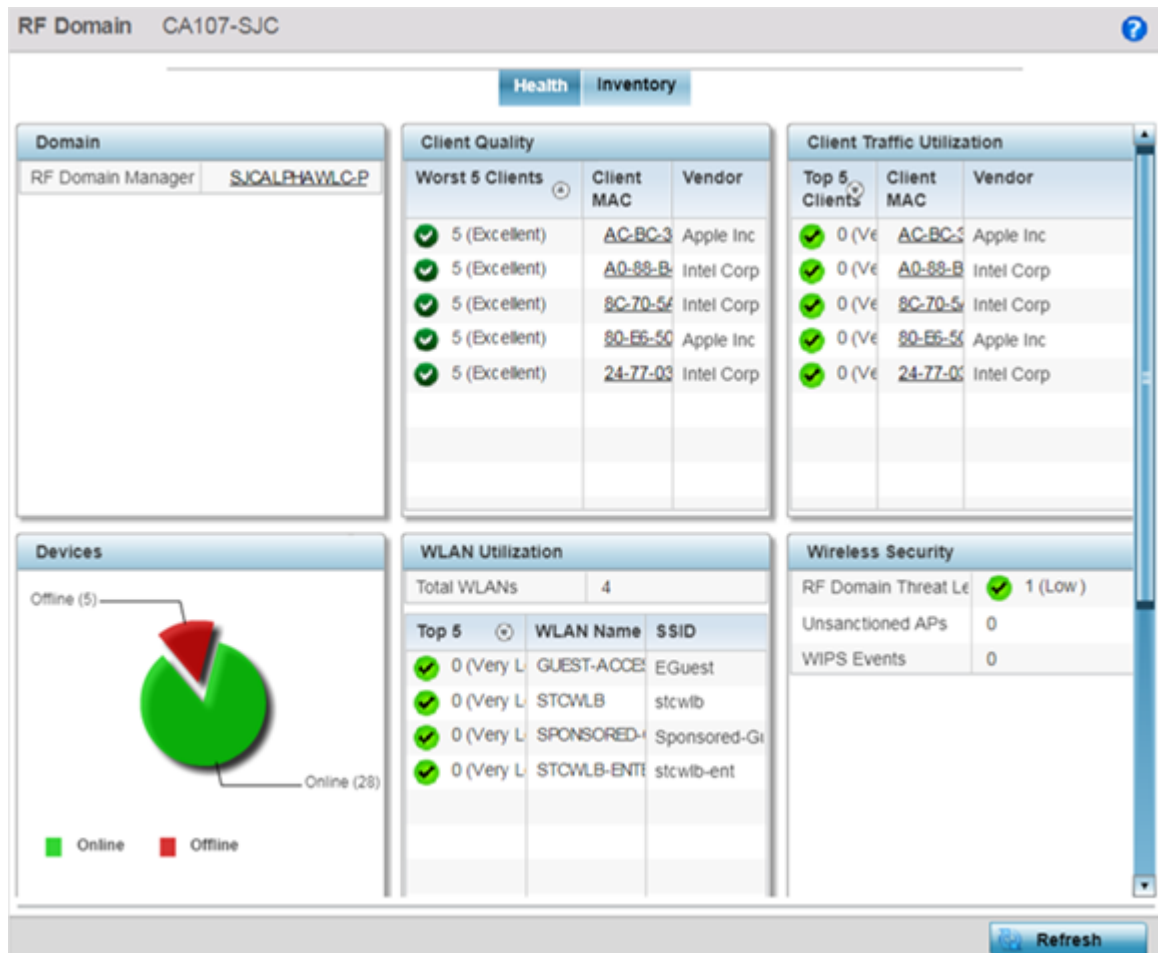 RF Domain CA107-SJC
Health Inventory
Domain
RF Domain Manager SJCALPHAWLC-P
Client Quality
Worst 5 Clients Client MAC Vendor
5 (Excellent) AC-BC-3 Apple Inc
5 (Excellent) A0-88-B Intel Corp
5 (Excellent) 8C-70-5A Intel Corp
5 (Excellent) 80-E6-50 Apple Inc
5 (Excellent) 24-77-03 Intel Corp
Client Traffic Utilization
Top 5 Clients Client MAC Vendor
0 (Ve AC-BC-3 Apple Inc
0 (Ve A0-88-B Intel Corp
0 (Ve 8C-70-5 Intel Corp
0 (Ve 80-E6-50 Apple Inc
0 (Ve 24-77-03 Intel Corp
Devices
Offline (5)
Online (28)
Online Offline
WLAN Utilization
Total WLANs 4
Top 5 WLAN Name SSID
0 (Very L GUEST-ACCES EGuest
0 (Very L STCWLB stcwlb
0 (Very L SPONSORED- Sponsored-Gu
0 (Very L STCWLB-ENTE stcwlb-ent
Wireless Security
RF Domain Threat Le 1 (Low)
Unsanctioned APs 0
WIPS Events 0
Refresh